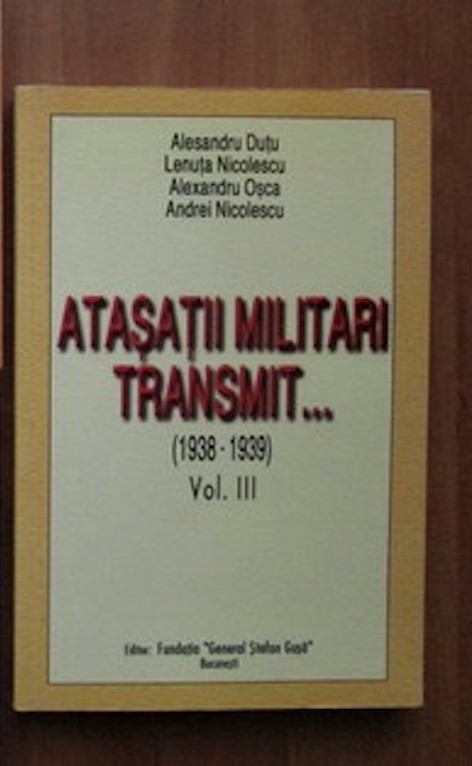 Alesandru Duțu
Lenuța Nicolescu
Alexandru Oșca
Andrei Nicolescu
ATAȘAȚII MILITARI
TRANSMIT...
(1938 - 1939)
Vol. III
Editor: Fundația "General Ștefan Gușă"
București